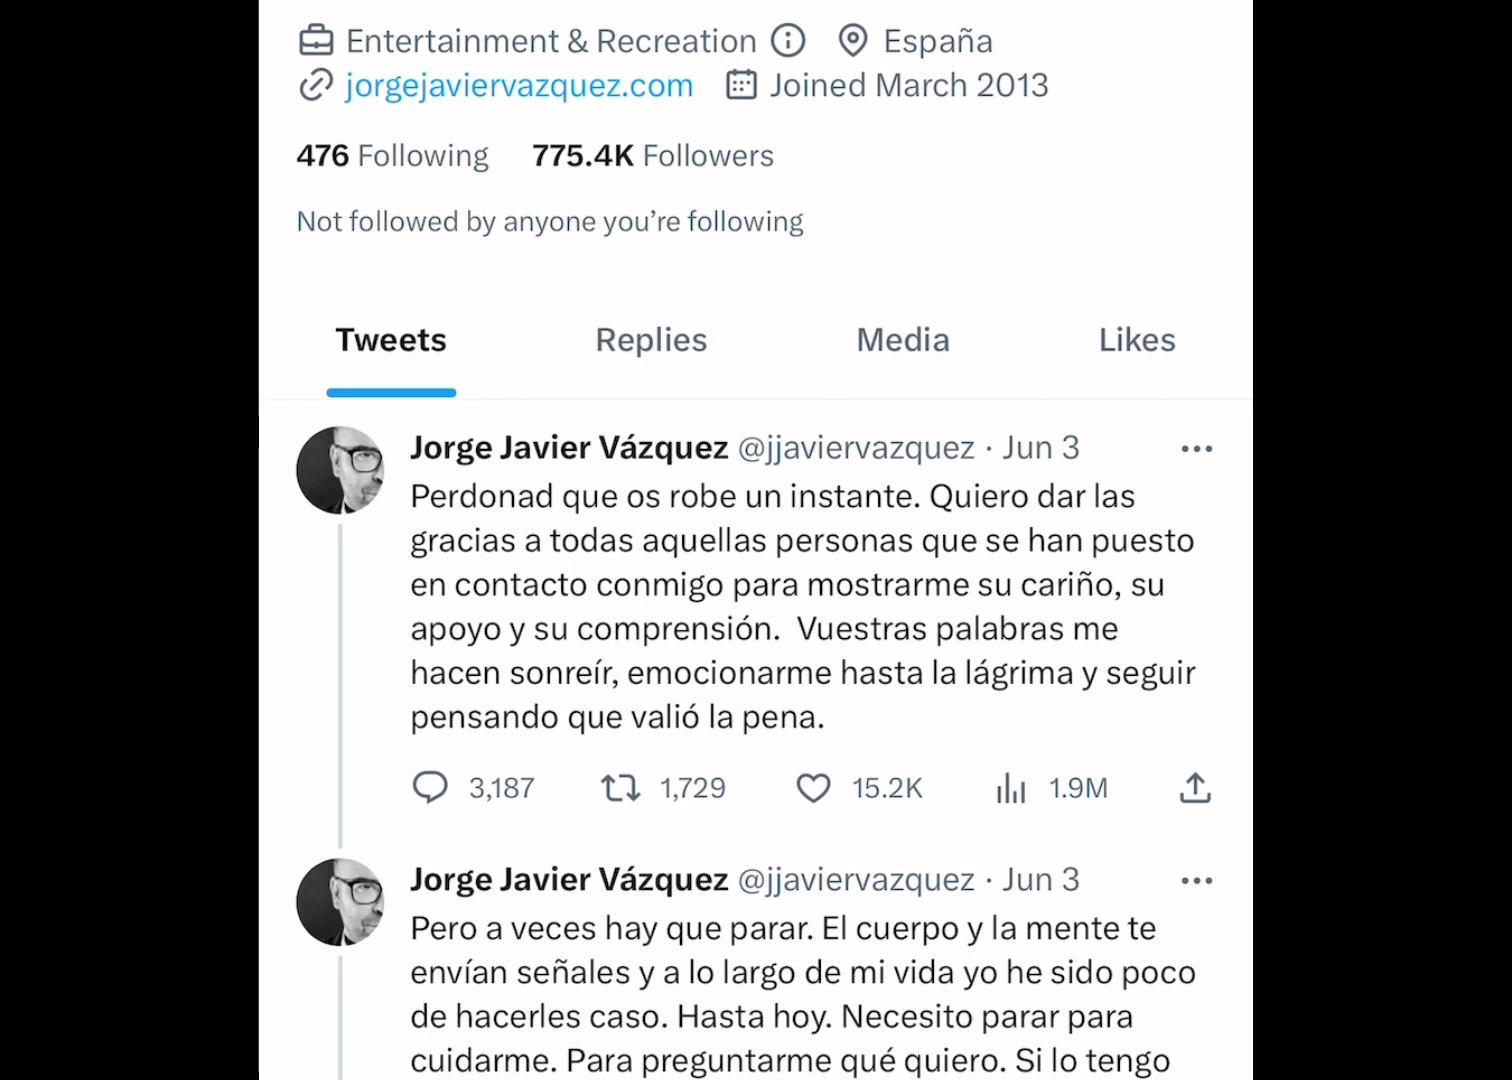 Entertainment & Recreation España
jorgejaviervazquez.com Joined March 2013
476 Following 775.4K Followers
Not followed by anyone you’re following
Tweets Replies Media Likes
Jorge Javier Vázquez @jjaviervazquez · Jun 3
Perdonad que os robe un instante. Quiero dar las
gracias a todas aquellas personas que se han puesto
en contacto conmigo para mostrarme su cariño, su
apoyo y su comprensión.  Vuestras palabras me
hacen sonreír, emocionarme hasta la lágrima y seguir
pensando que valió la pena.
3,187 1,729 15.2K 1.9M
Jorge Javier Vázquez @jjaviervazquez · Jun 3
Pero a veces hay que parar. El cuerpo y la mente te
envían señales y a lo largo de mi vida yo he sido poco
de hacerles caso. Hasta hoy. Necesito parar para
cuidarme. Para preguntarme qué quiero. Si lo tengo